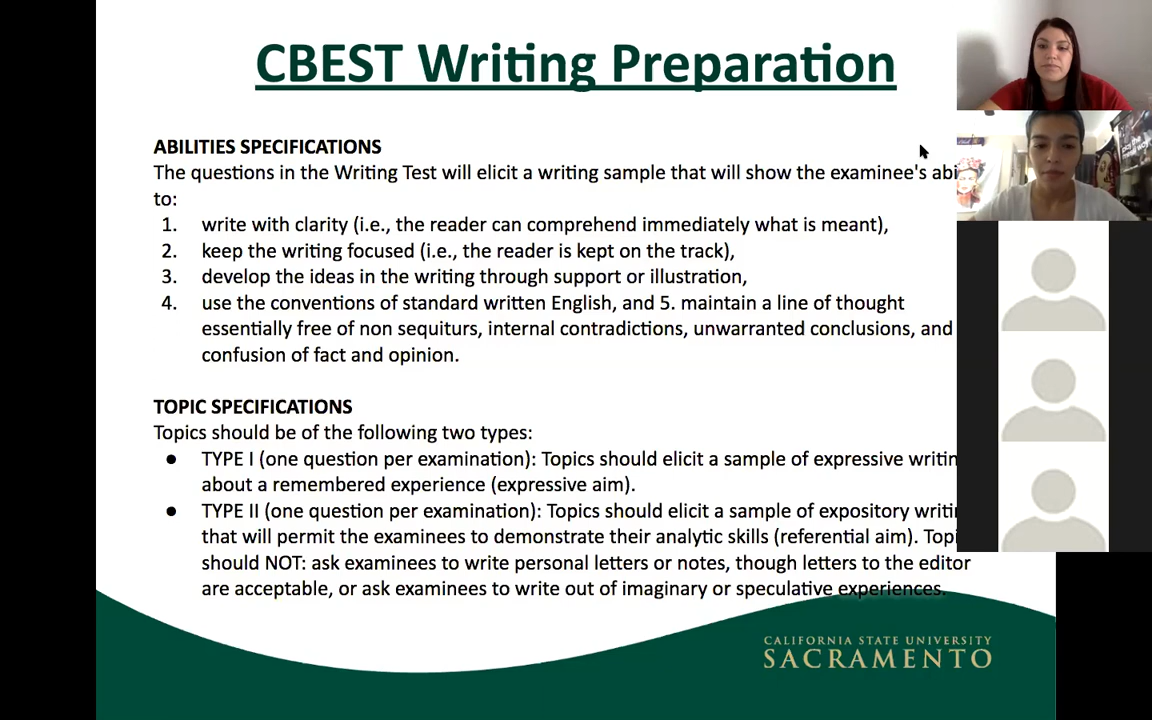 CBEST Writing Preparation
ABILITIES SPECIFICATIONS
The questions in the Writing Test will elicit a writing sample that will show the examinee's abi
to:
1. write with clarity (i.e., the reader can comprehend immediately what is meant),
2. keep the writing focused (i.e., the reader is kept on the track),
3. develop the ideas in the writing through support or illustration,
4. use the conventions of standard written English, and 5. maintain a line of thought
essentially free of non sequiturs, internal contradictions, unwarranted conclusions, and
confusion of fact and opinion.
TOPIC SPECIFICATIONS
Topics should be of the following two types:
● TYPE I (one question per examination): Topics should elicit a sample of expressive writin
about a remembered experience (expressive aim).
● TYPE II (one question per examination): Topics should elicit a sample of expository writi
that will permit the examinees to demonstrate their analytic skills (referential aim). Topi
should NOT: ask examinees to write personal letters or notes, though letters to the editor
are acceptable, or ask examinees to write out of imaginary or speculative experiences.
CALIFORNIA STATE UNIVERSITY
SACRAMENTO